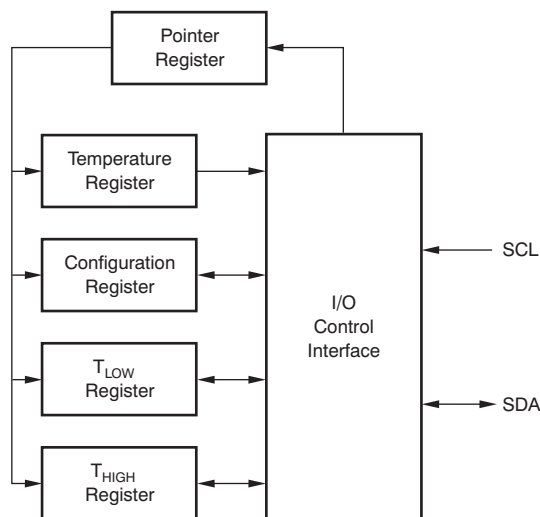 Pointer
Register
Temperature
Register
Configuration
Register
TLOW
Register
THIGH
Register
I/O
Control
Interface
SCL
SDA